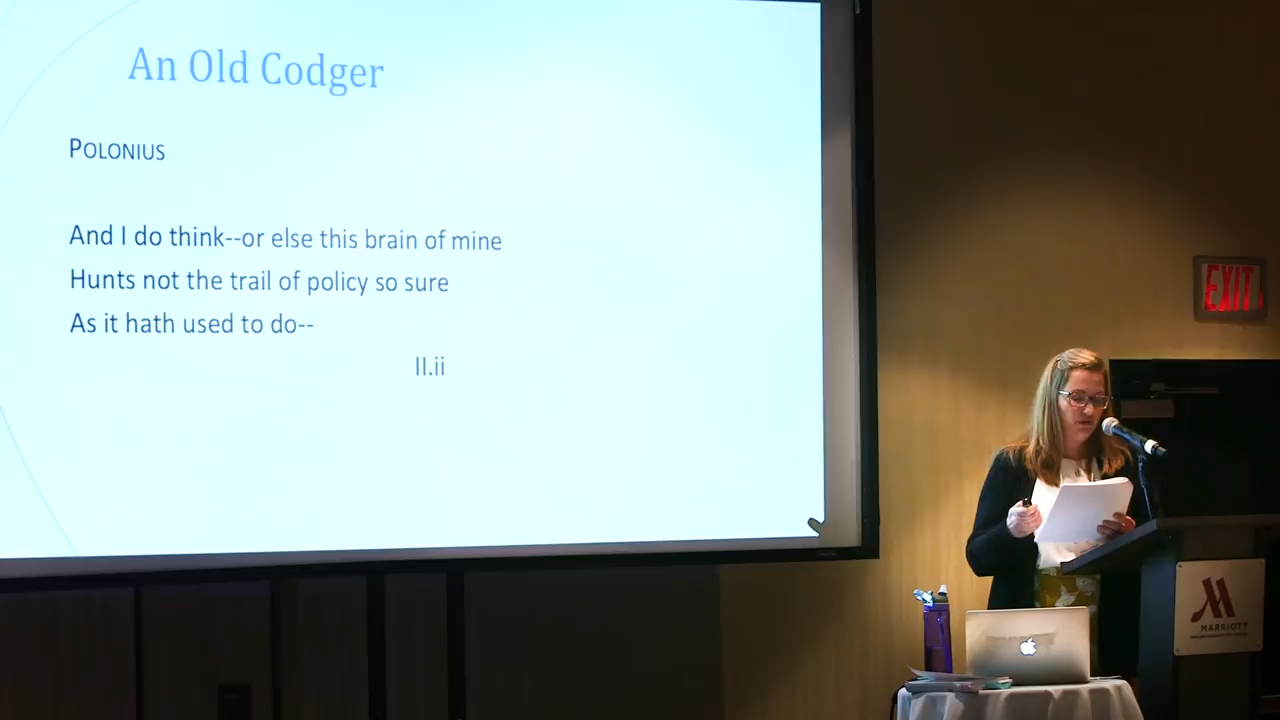 An Old Codger
POLONIUS
And I do think--or else this brain of mine
Hunts not the trail of policy so sure
As it hath used to do--
II.ii
EXIT
MARRIOTT